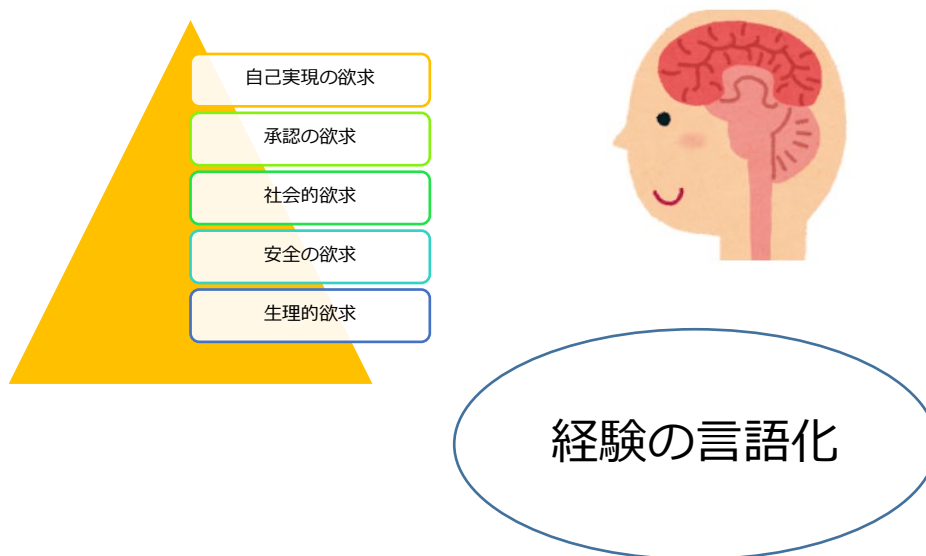 自己実現の欲求
承認の欲求
社会的欲求
安全の欲求
生理的欲求
経験の言語化